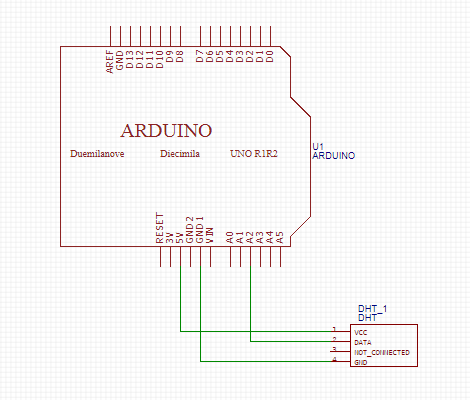 AREF
GND
D13
D12
D11
D10
D9
D8
D7
D6
D5
D4
D3
D2
D1
D0
ARDUINO
Duemilanove Diecimila UNO R1R2
U1
ARDUINO
RESET
3V
5V
GND2
GND1
VIN
A0
A1
A2
A3
A4
A5
DHT_1
DHT
1 VCC
2 DATA
3 NOT_CONNECTED
4 GND